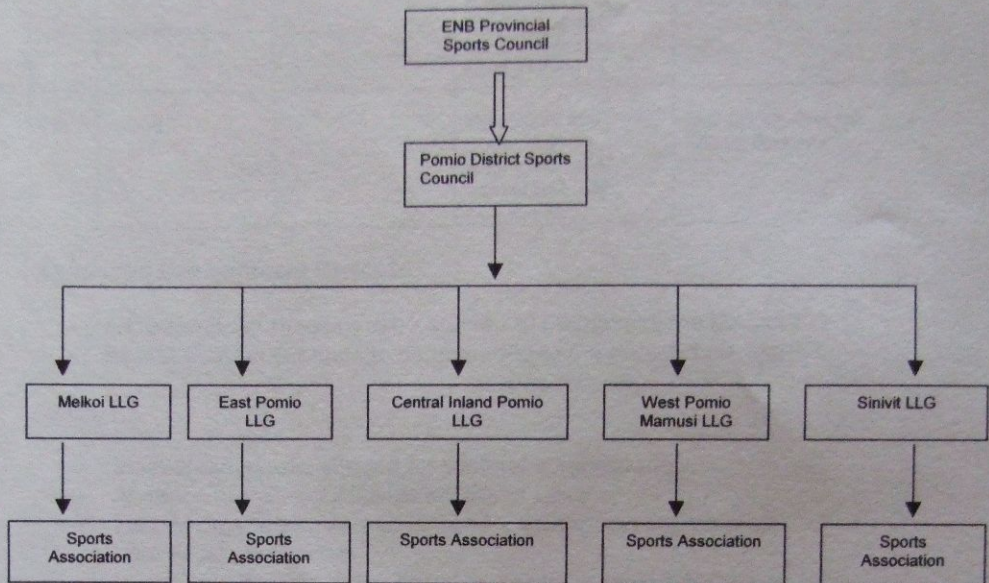 ENB Provincial
Sports Council
Pomio District Sports
Council
Melkoi LLG
East Pomio
LLG
Central Inland Pomio
LLG
West Pomio
Mamusi LLG
Sinivit LLG
Sports
Association
Sports
Association
Sports Association
Sports Association
Sports
Association